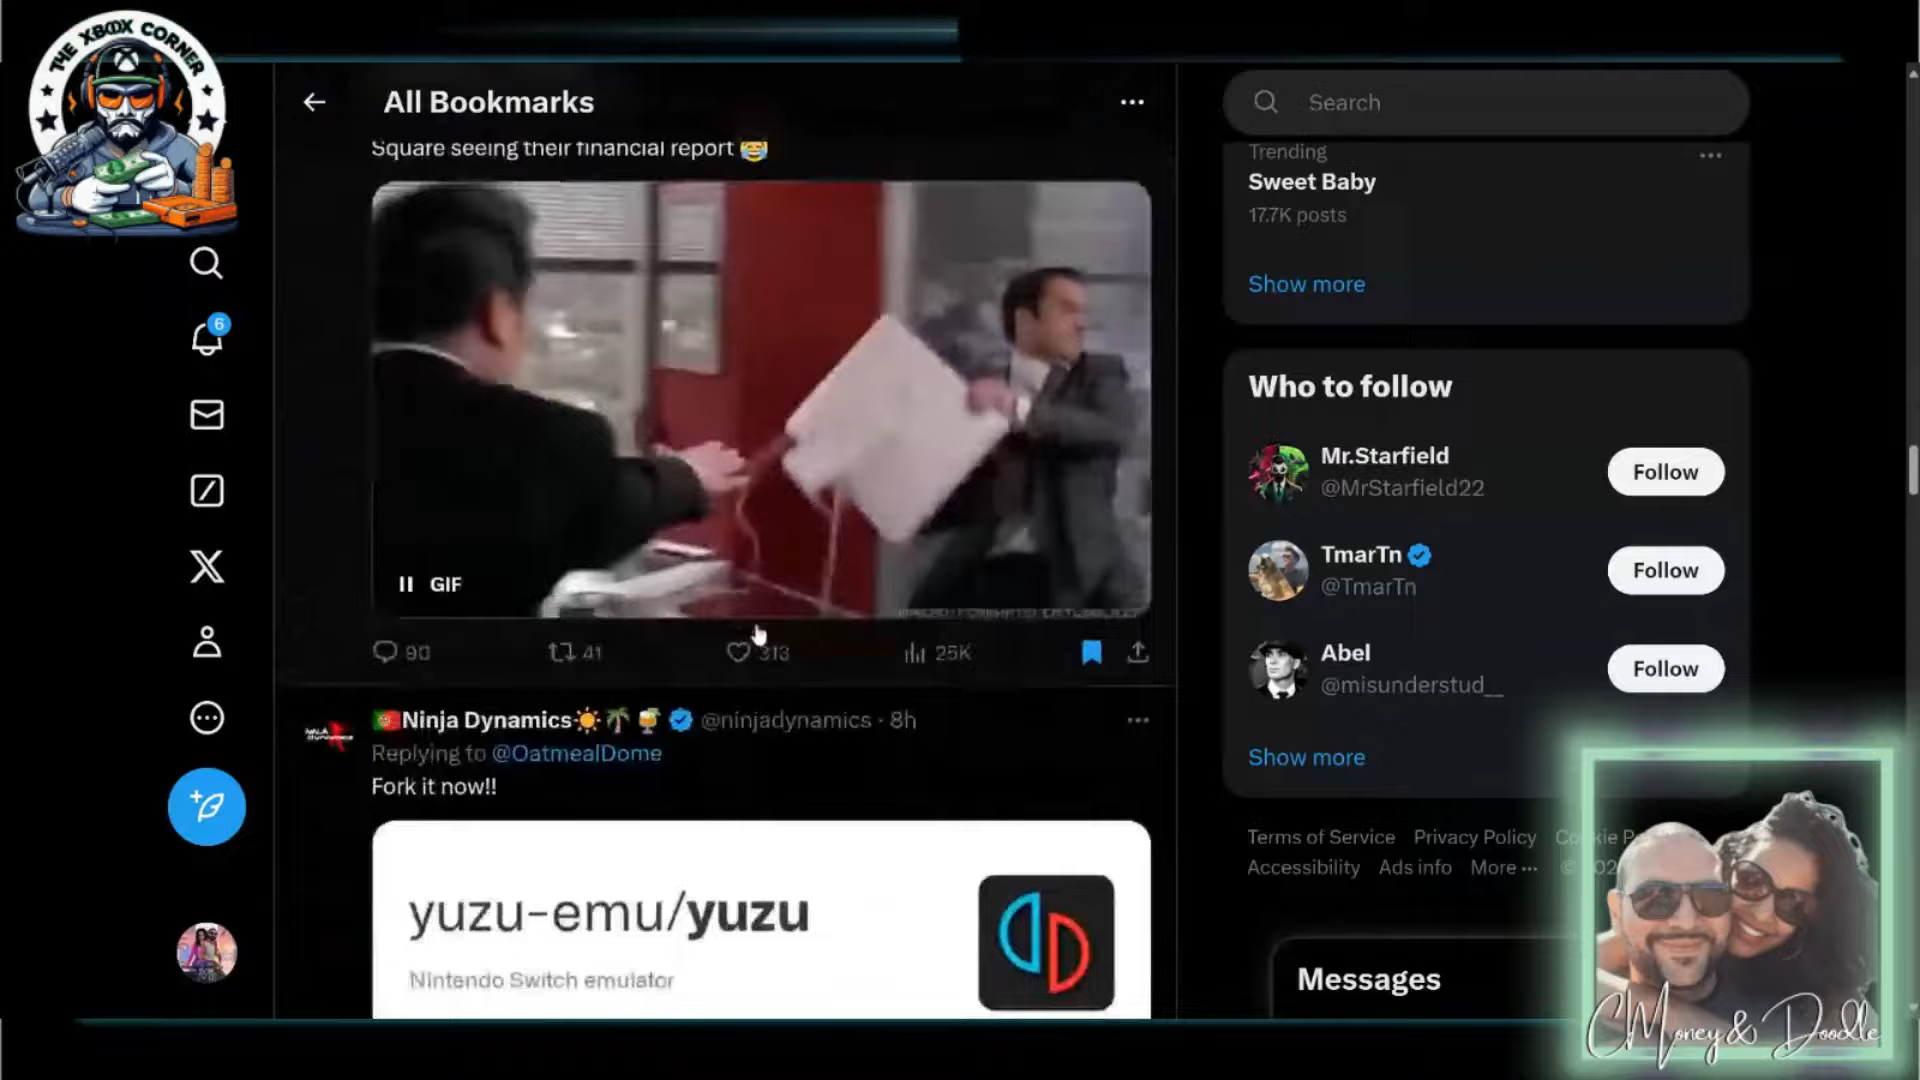 THE XBOX CORNER
All Bookmarks
Square seeing their financial report
GIF
90
41
313
25K
Ninja Dynamics @ninjadynamics · 8h
Replying to @OatmealDome
Fork it now!!
yuzu-emu/yuzu
Nintendo Switch emulator
6
Search
Trending
Sweet Baby
17.7K posts
Show more
Who to follow
Mr.Starfield
@MrStarfield22
Follow
TmarTn
@TmarTn
Follow
Abel
@misunderstud__
Follow
Show more
Terms of Service Privacy Policy
Accessibility Ads info More
Messages
CMoney & Doodle